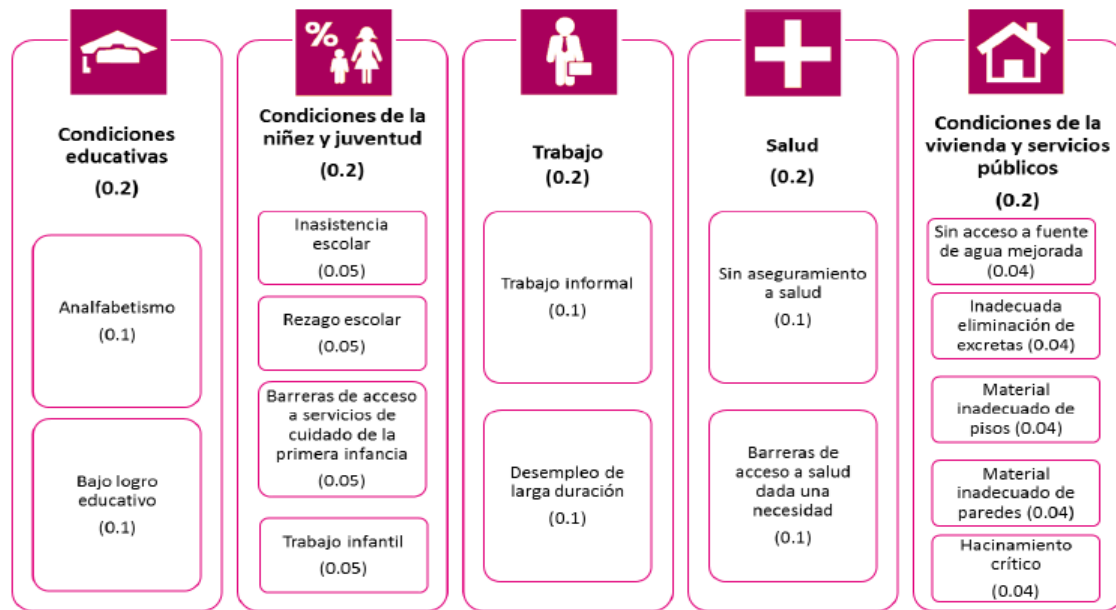 Condiciones
educativas
(0.2)
Analfabetismo
(0.1)
Bajo logro
educativo
(0.1)
%
Condiciones de la
niñez y juventud
(0.2)
Inasistencia
escolar
(0.05)
Rezago escolar
(0.05)
Barreras de acceso
a servicios de
cuidado de la
primera infancia
(0.05)
Trabajo infantil
(0.05)
Trabajo
(0.2)
Trabajo informal
(0.1)
Desempleo de
larga duración
(0.1)
Salud
(0.2)
Sin aseguramiento
a salud
(0.1)
Barreras de
acceso a salud
dada una
necesidad
(0.1)
Condiciones de la
vivienda y servicios
públicos
(0.2)
Sin acceso a fuente
de agua mejorada
(0.04)
Inadecuada
eliminación de
excretas (0.04)
Material
inadecuado de
pisos (0.04)
Material
inadecuado de
paredes (0.04)
Hacinamiento
crítico
(0.04)